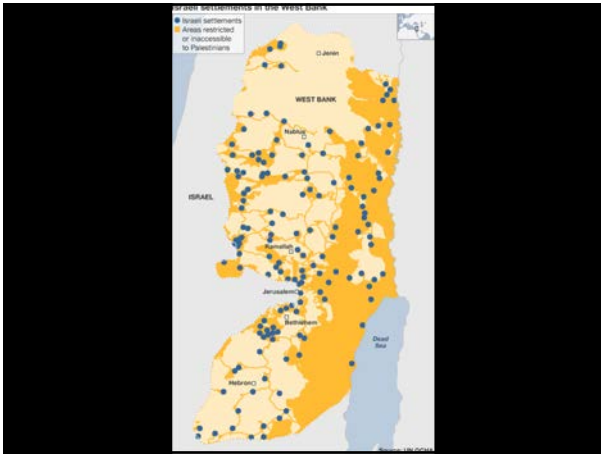 Israeli settlements in the West Bank
Israeli settlements
Areas restricted
or inaccessible
to Palestinians
Jenin
WEST BANK
Nablus
ISRAEL
Ramallah
Jerusalem
Bethlehem
Dead
Sea
Hebron
Source: UN OCHA